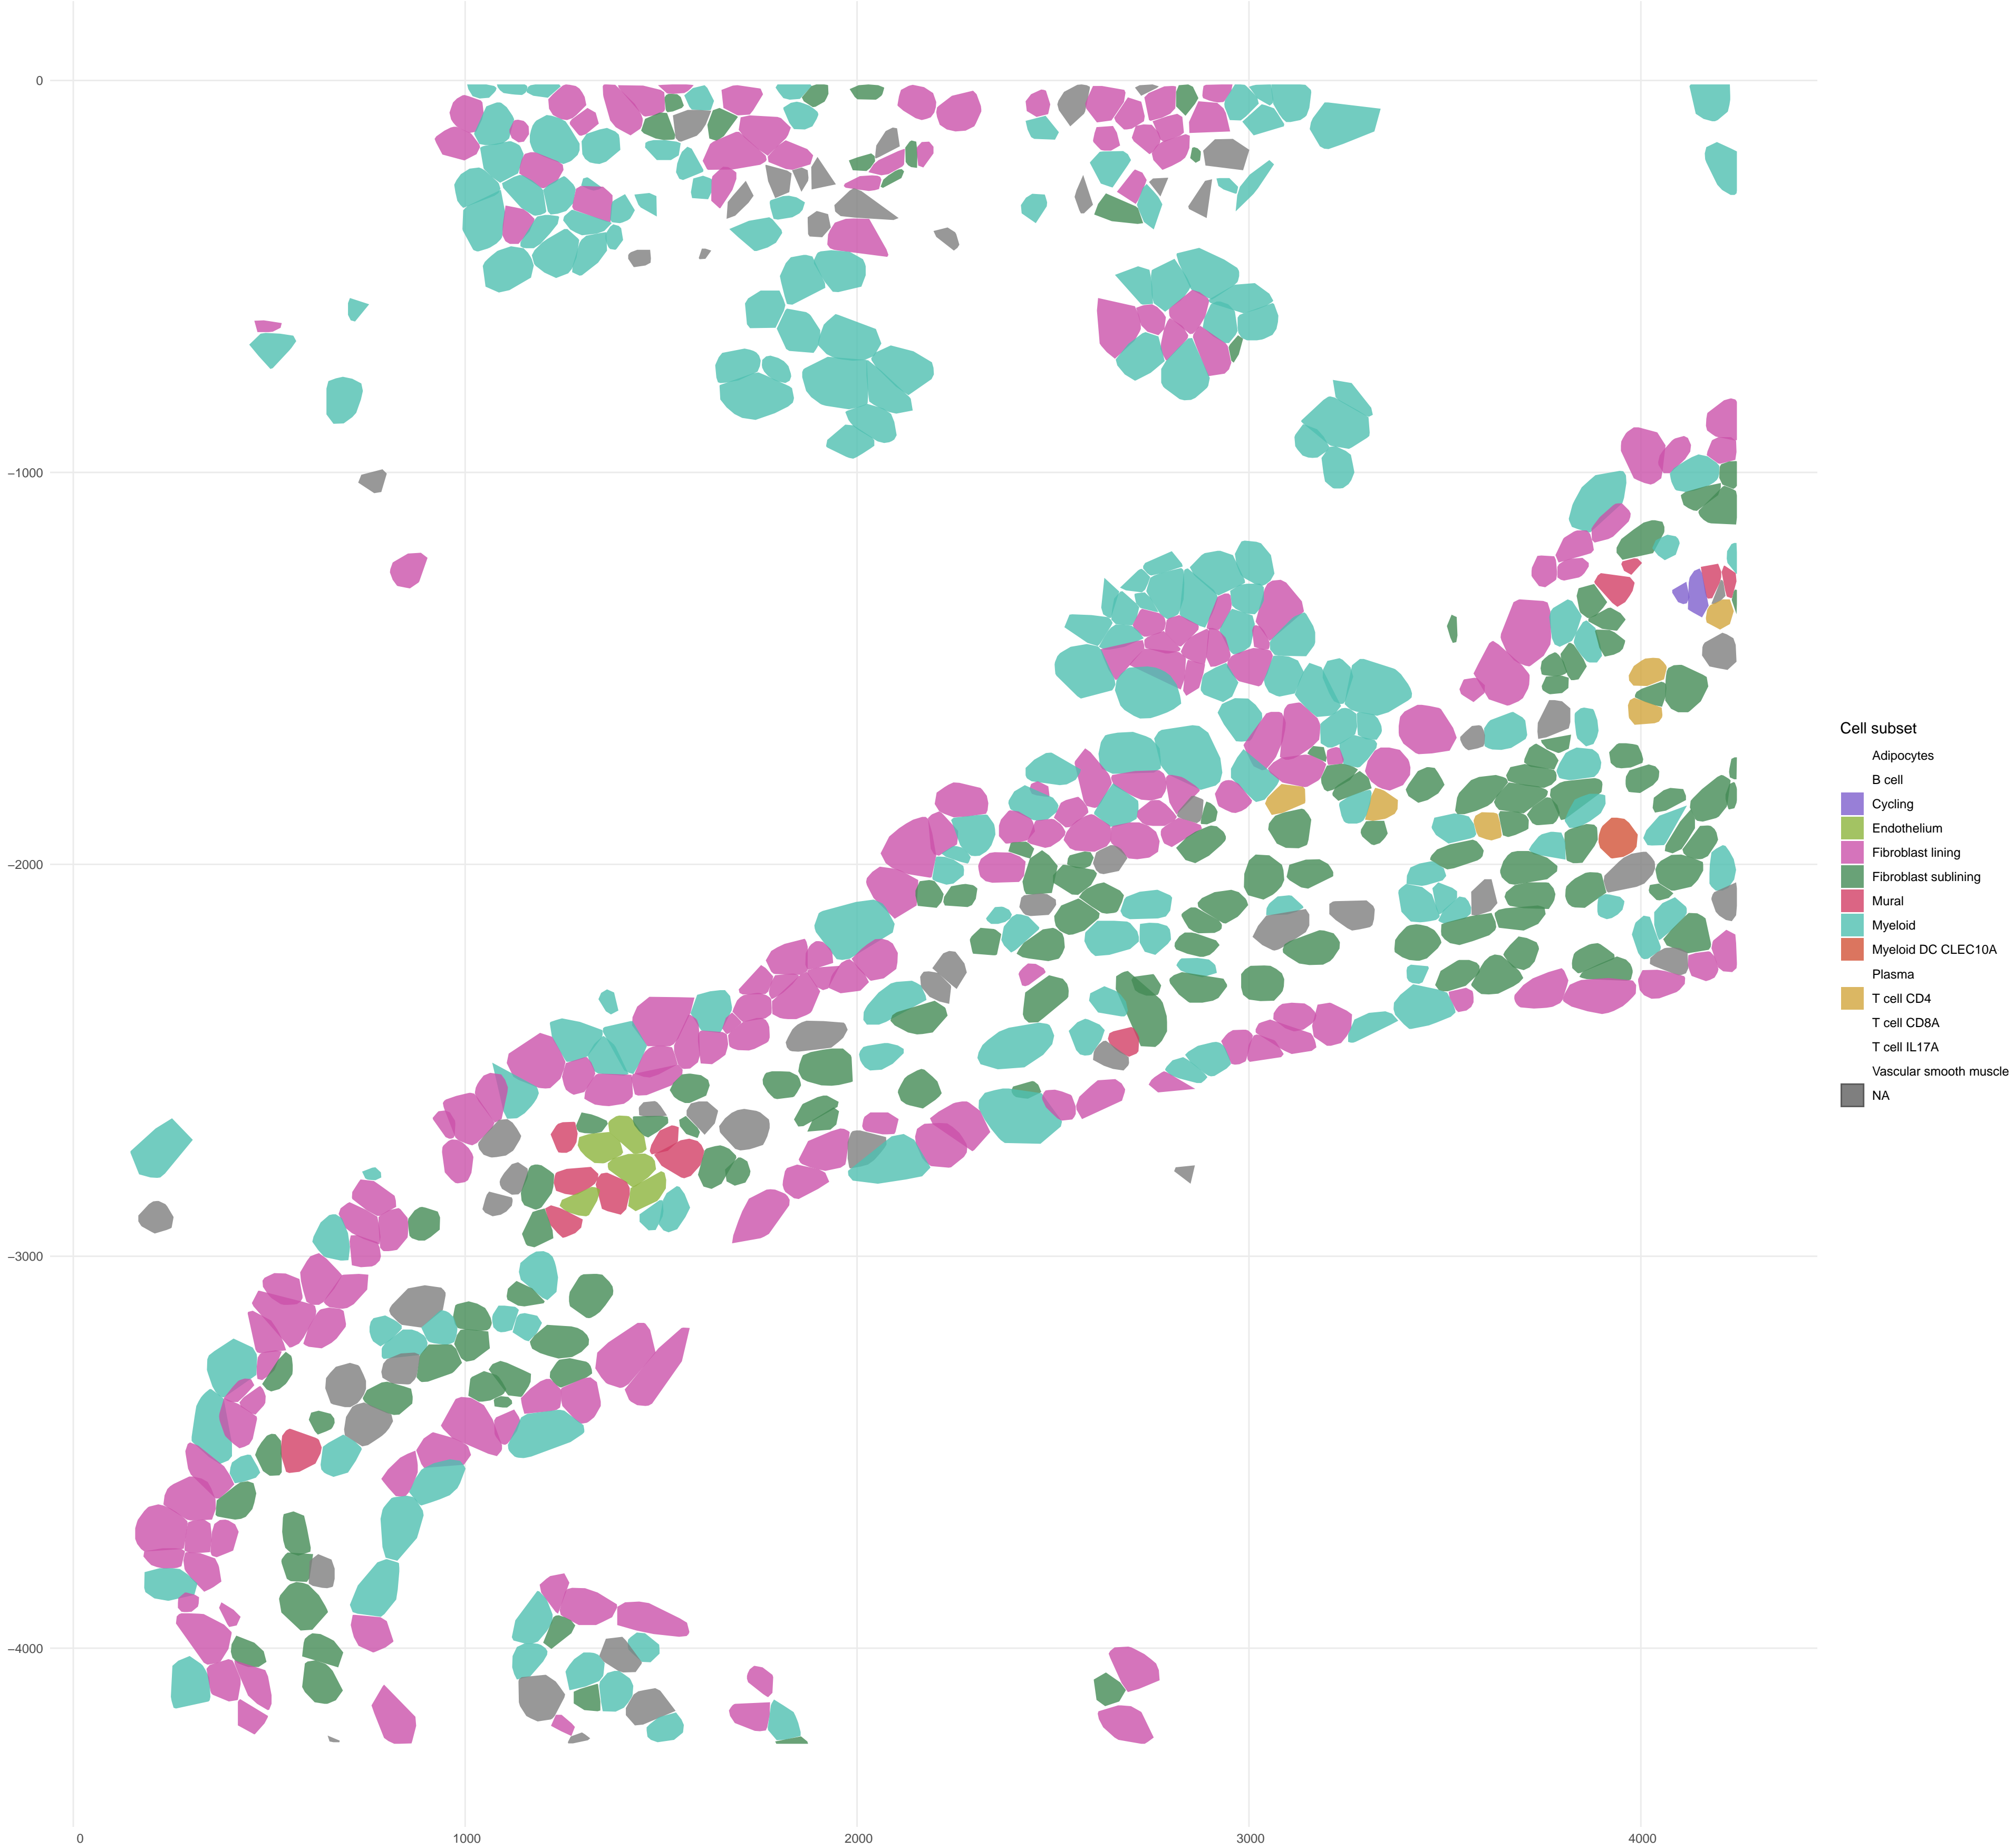 0
−1000
−2000
−3000
−4000
0
1000
2000
3000
4000
Cell subset
Adipocytes
B cell
Cycling
Endothelium
Fibroblast lining
Fibroblast sublining
Mural
Myeloid
Myeloid DC CLEC10A
Plasma
T cell CD4
T cell CD8A
T cell IL17A
Vascular smooth muscle
NA